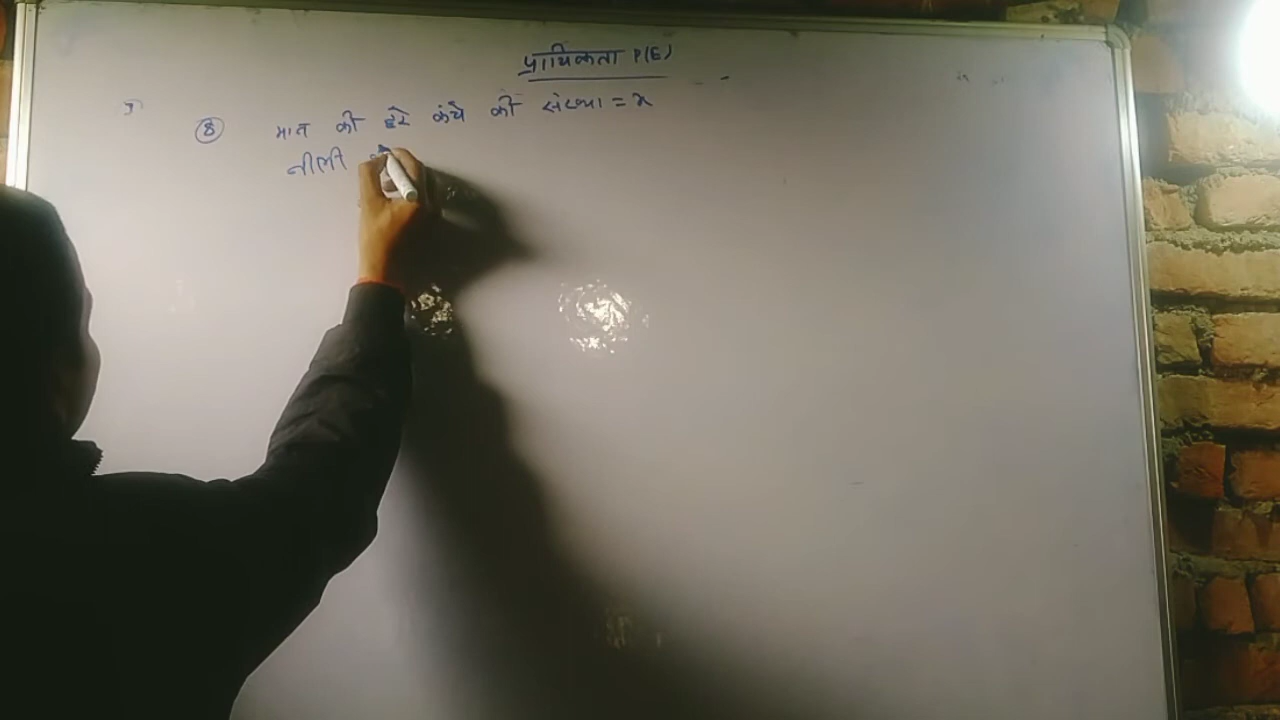 प्रायिकता P(E)
⑧ मान की हरे कंचे की संख्या = x
नीली